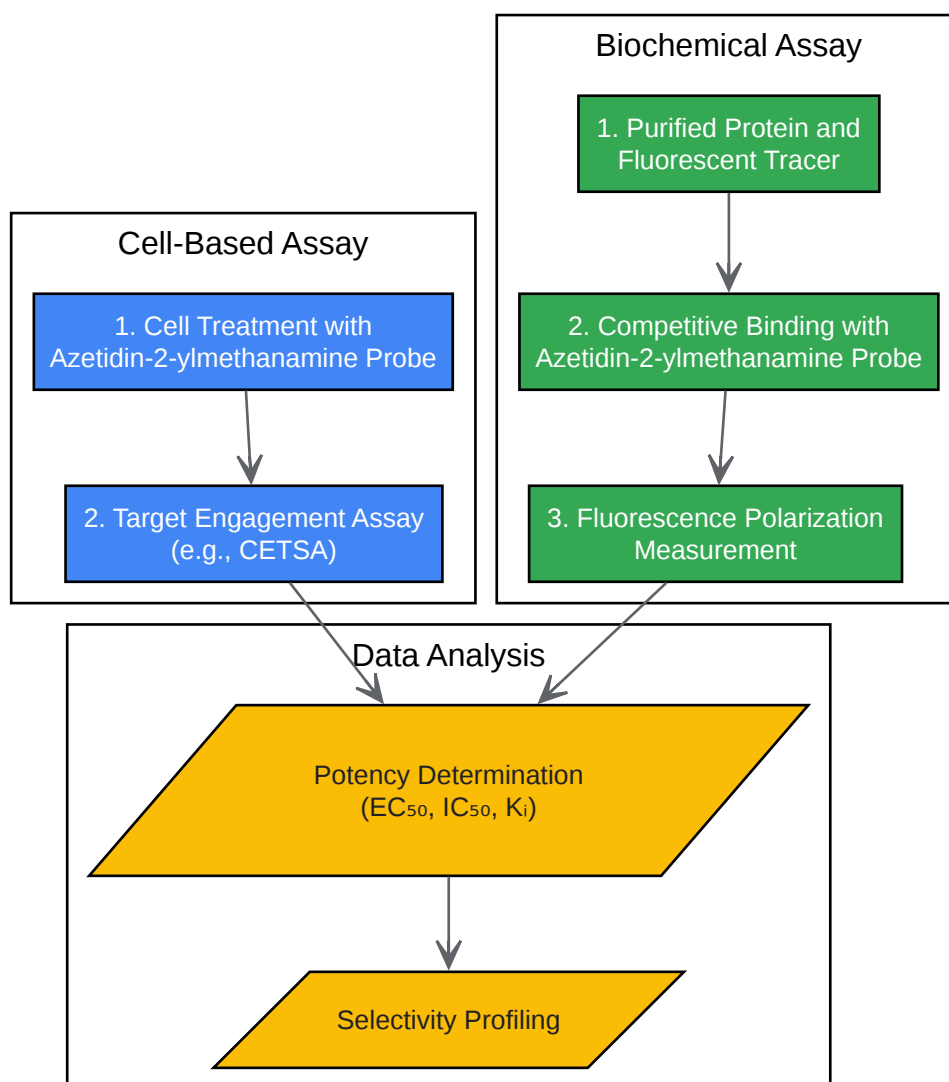 Biochemical Assay
1. Purified Protein and
Fluorescent Tracer
Cell-Based Assay
1. Cell Treatment with
Azetidin-2-ylmethanamine Probe
2. Competitive Binding with
Azetidin-2-ylmethanamine Probe
2. Target Engagement Assay
(e.g., CETSA)
3. Fluorescence Polarization
Measurement
Data Analysis
Potency Determination
(EC₅₀, IC₅₀, Kᵢ)
Selectivity Profiling